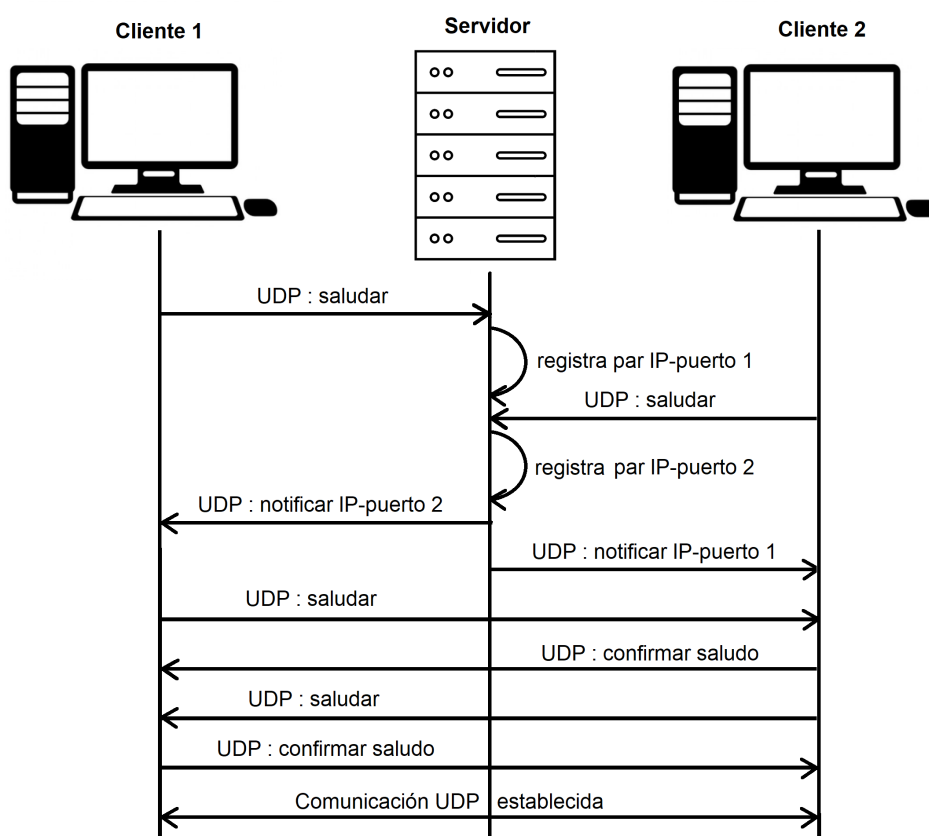 Cliente 1
Servidor
Cliente 2
UDP : saludar
registra par IP-puerto 1
UDP : saludar
registra par IP-puerto 2
UDP : notificar IP-puerto 2
UDP : notificar IP-puerto 1
UDP : saludar
UDP : confirmar saludo
UDP : saludar
UDP : confirmar saludo
Comunicación UDP establecida